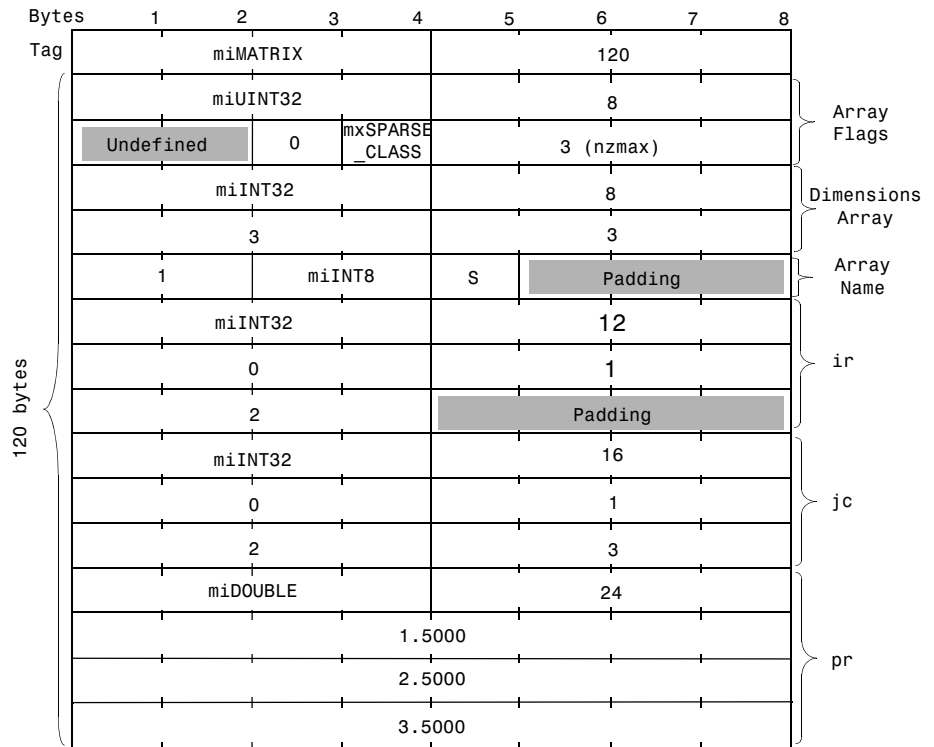 Bytes 1 2 3 4 5 6 7 8
Tag miMATRIX 120
miUINT32 8
Array
Flags
Undefined 0 mxSPARSE
_CLASS 3 (nzmax)
miINT32 8
Dimensions
Array
3 3
1 miINT8 S Padding
Array
Name
miINT32 12
0 1
ir
2 Padding
120 bytes
miINT32 16
0 1
jc
2 3
miDOUBLE 24
1.5000
pr
2.5000
3.5000